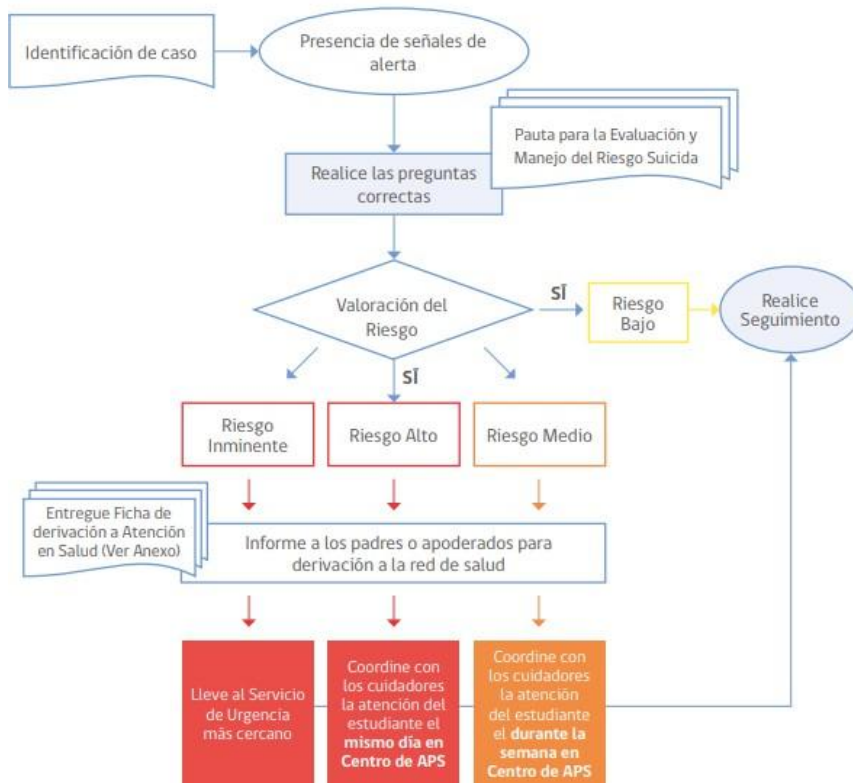 Identificación de caso
Presencia de señales de
alerta
Pauta para la Evaluación y
Manejo del Riesgo Suicida
Realice las preguntas
correctas
Valoración del
Riesgo
SÍ
Riesgo
Bajo
Realice
Seguimiento
SÍ
Riesgo
Inminente
Riesgo Alto
Riesgo Medio
Entregue Ficha de
derivación a Atención
en Salud (Ver Anexo)
Informe a los padres o apoderados para
derivación a la red de salud
Lleve al Servicio
de Urgencia
más cercano
Coordine con
los cuidadores
la atención del
estudiante el
mismo día en
Centro de APS
Coordine con
los cuidadores
la atención
del estudiante
el durante la
semana en
Centro de APS